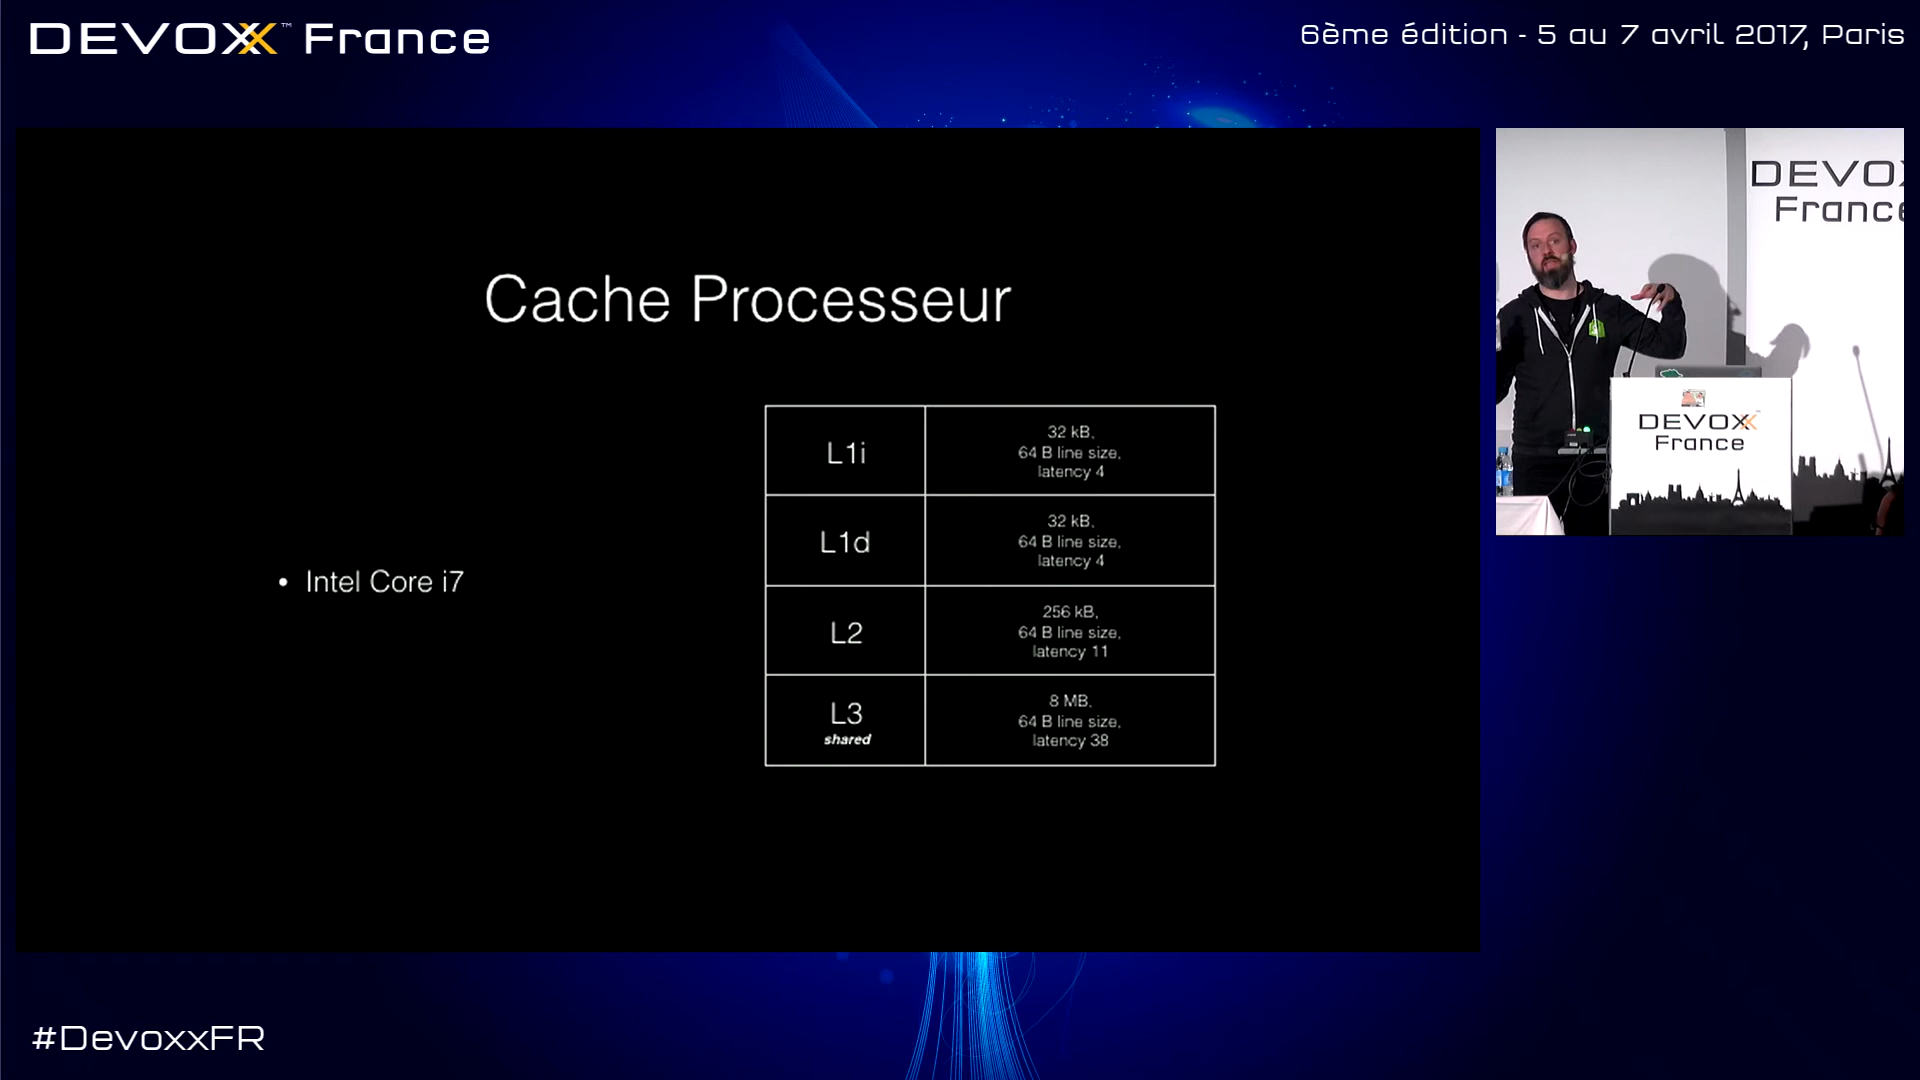 DEVOXX™ France
6ème édition - 5 au 7 avril 2017, Paris
Cache Processeur
• Intel Core i7
L1i
32 kB,
64 B line size,
latency 4
L1d
32 kB,
64 B line size,
latency 4
L2
256 kB,
64 B line size,
latency 11
L3
shared
8 MB,
64 B line size,
latency 38
DEVOX
France
DEVOXX
France
#DevoxxFR